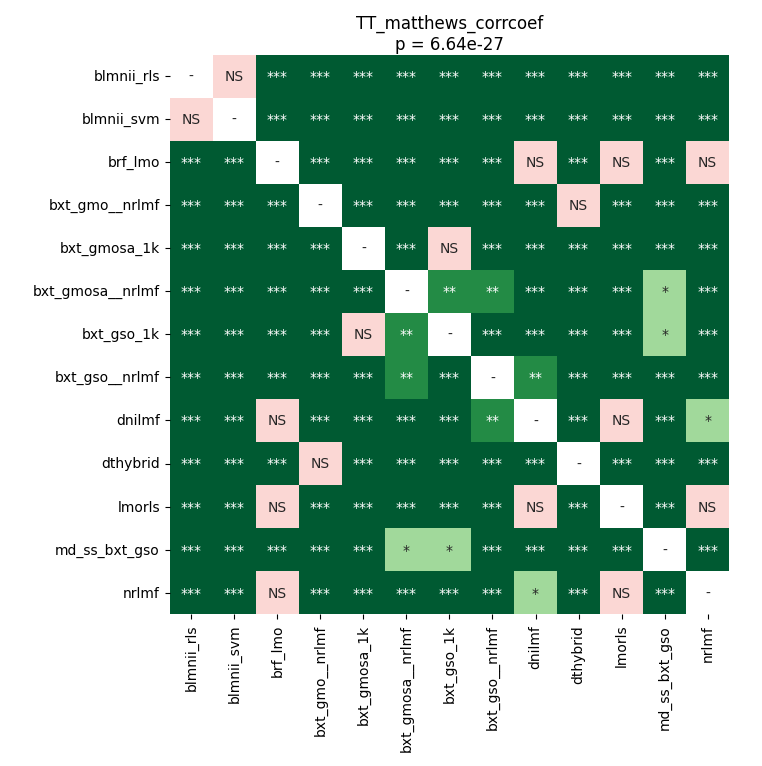 TT_matthews_corrcoef
p = 6.64e-27
blmnii_rls - NS *** *** *** *** *** *** *** *** *** *** ***
blmnii_svm NS - *** *** *** *** *** *** *** *** *** *** ***
brf_lmo *** *** - *** *** *** *** *** NS *** NS *** NS
bxt_gmo__nrlmf *** *** *** - *** *** *** *** *** NS *** *** ***
bxt_gmosa_1k *** *** *** *** - *** NS *** *** *** *** *** ***
bxt_gmosa__nrlmf *** *** *** *** *** - ** ** *** *** *** * ***
bxt_gso_1k *** *** *** *** NS ** - *** *** *** *** * ***
bxt_gso__nrlmf *** *** *** *** *** ** *** - ** *** *** *** ***
dnilmf *** *** NS *** *** *** *** ** - *** NS *** *
dthybrid *** *** *** NS *** *** *** *** *** - *** *** ***
lmorls *** *** NS *** *** *** *** *** NS *** - *** NS
md_ss_bxt_gso *** *** *** *** *** * * *** *** *** *** - ***
nrlmf *** *** NS *** *** *** *** *** * *** NS *** -
blmnii_rls
blmnii_svm
brf_lmo
bxt_gmo__nrlmf
bxt_gmosa_1k
bxt_gmosa__nrlmf
bxt_gso_1k
bxt_gso__nrlmf
dnilmf
dthybrid
lmorls
md_ss_bxt_gso
nrlmf